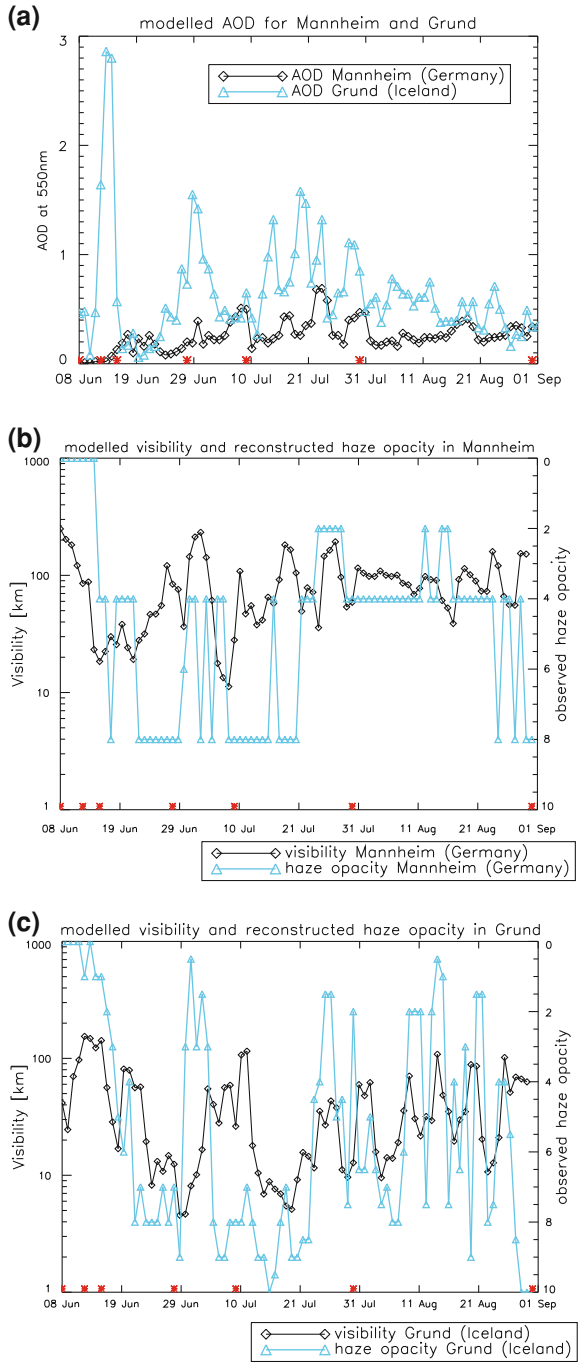 (a)
modelled AOD for Mannheim and Grund
3
2
1
0
AOD at 550nm
AOD Mannheim (Germany)
AOD Grund (Iceland)
08 Jun 19 Jun 29 Jun 10 Jul 21 Jul 31 Jul 11 Aug 21 Aug 01 Sep
(b)
modelled visibility and reconstructed haze opacity in Mannheim
1000
100
10
1
Visibility [km]
0
2
4
6
8
10
observed haze opacity
08 Jun 19 Jun 29 Jun 10 Jul 21 Jul 31 Jul 11 Aug 21 Aug 01 Sep
visibility Mannheim (Germany)
haze opacity Mannheim (Germany)
(c)
modelled visibility and reconstructed haze opacity in Grund
1000
100
10
1
Visibility [km]
0
2
4
6
8
10
observed haze opacity
08 Jun 19 Jun 29 Jun 10 Jul 21 Jul 31 Jul 11 Aug 21 Aug 01 Sep
visibility Grund (Iceland)
haze opacity Grund (Iceland)